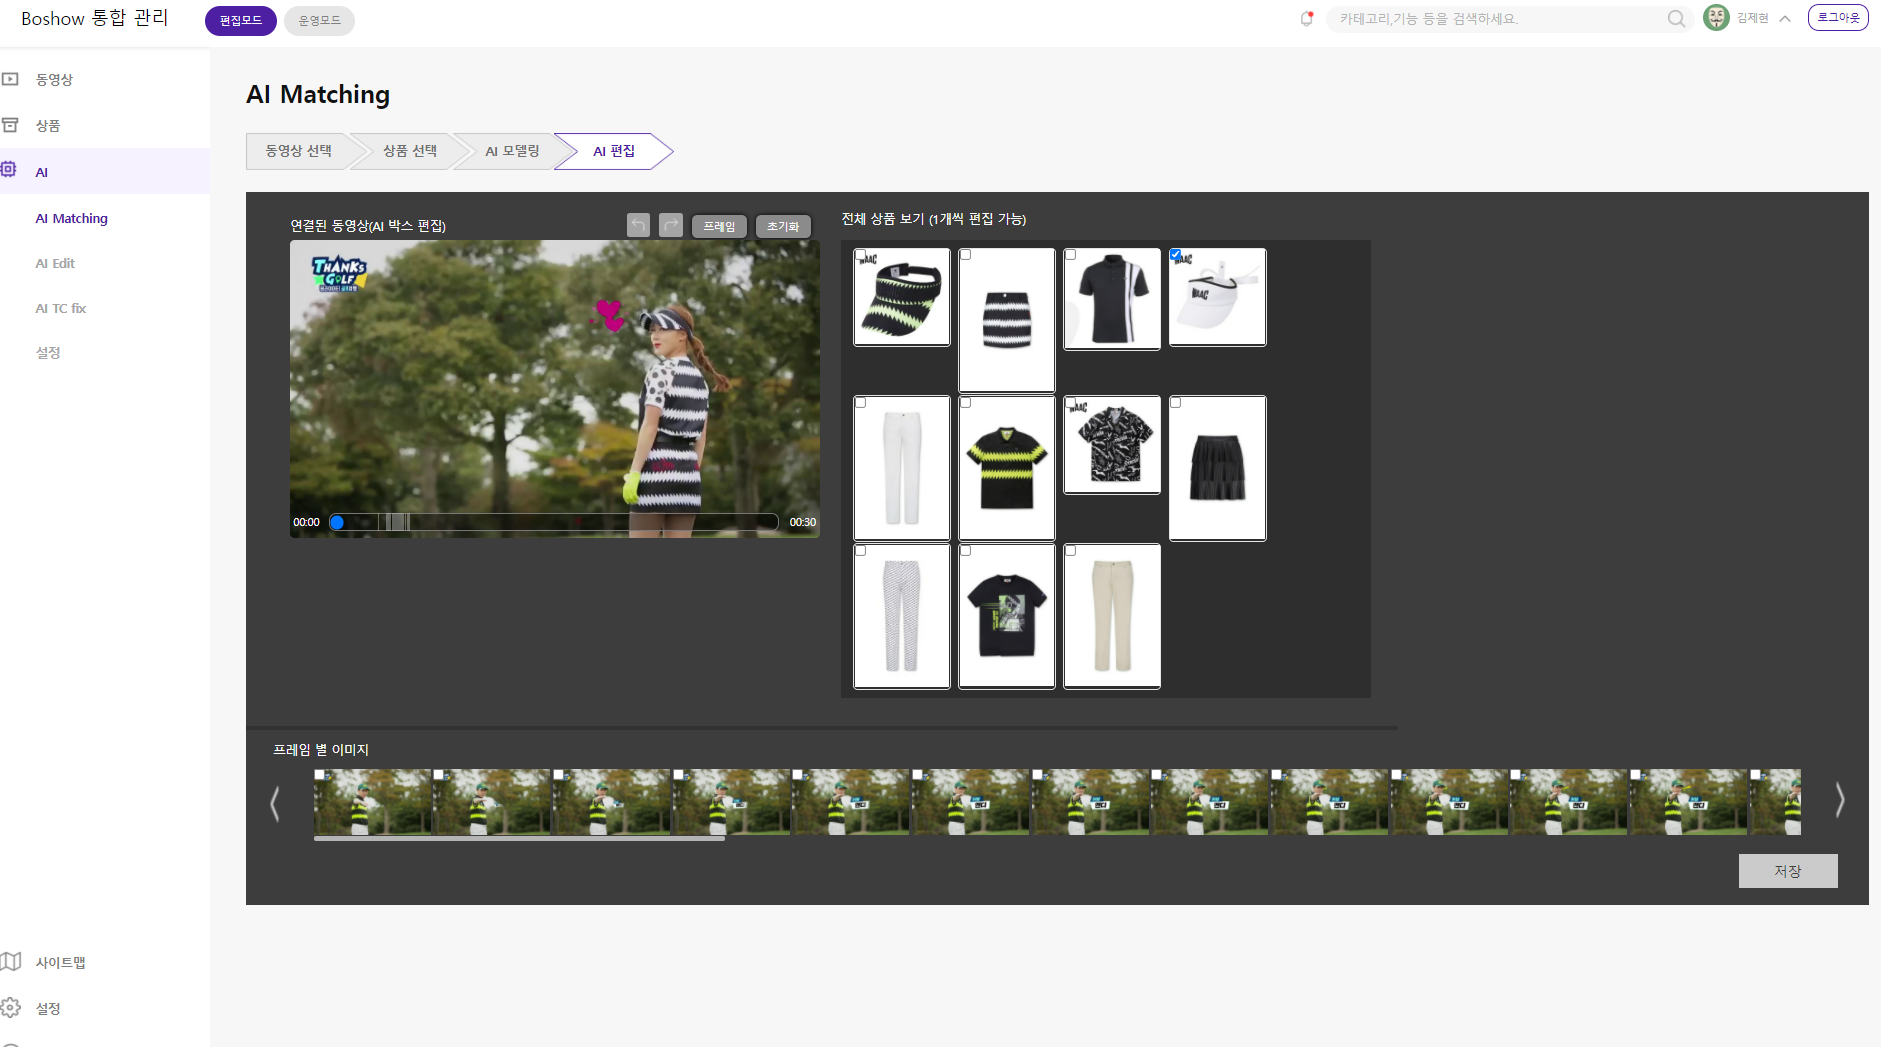 Boshow 통합 관리
편집모드
운영모드
카테고리,기능 등을 검색하세요.
김제현
로그아웃
동영상
상품
AI
AI Matching
AI Edit
AI TC fix
설정
사이트맵
설정
AI Matching
동영상 선택
상품 선택
AI 모델링
AI 편집
연결된 동영상(AI 박스 편집)
프레임
초기화
THANKS
GOLF
00:00
00:30
전체 상품 보기 (1개씩 편집 가능)
WAAC
WAAC
WAAC
WAAC
프레임 별 이미지
저장